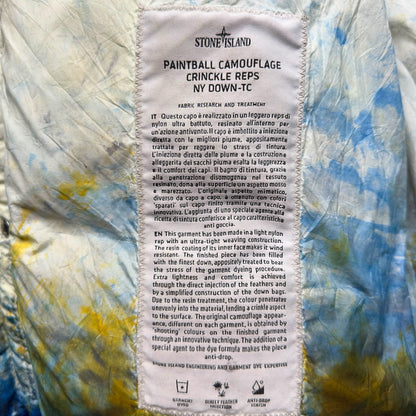 STONE ISLAND
PAINTBALL CAMOUFLAGE
CRINCKLE REPS
NY DOWN-TC
FABRIC RESEARCH AND TREATMENT
IT Questo capo è realizzato in un leggero reps di
nylon ultra battuto, resinato all'interno per
un'azione antivento. Il capo è imbottito a iniezione
diretta con le migliori piume, appositamente
trattate per reggere lo stress di tintura.
L'iniezione diretta delle piume e la costruzione
alleggerita dei sacchi piuma esalta la leggerezza
e il comfort dei capi. Il bagno di tintura, grazie
alla penetrazione disomogenea nel tessuto
resinato, dona alla superficie un aspetto mosso
e marezzato. L'originale aspetto mimatico,
diverso da capo a capo, è ottenuto con colori
'sparati' sul capo finito tramite una tecnica
innovativa. L'aggiunta di uno speciale agente alla
ricetta di tintura conferisce al capo caratteristiche
anti goccia.
EN This garment has been made in a light nylon
rep with an ultra-tight weaving construction.
The resin coating of its inner face makes it wind
resistant. The finished piece has been filled
with the finest down, appositely treated to bear
the stress of the garment dyeing procedure.
Extra lightness and comfort is achieved
through the direct injection of the feathers and
by a simplified construction of the down bags.
Due to the resin treatment, the colour penetrates
unevenly into the material, lending a crinkle aspect
to the surface. The original camouflage appear-
ance, different on each garment, is obtained by
'shooting' colours on the finished garment
through an innovative technique. The addition of a
special agent to the dye formula makes the piece
anti-drop.
STONE ISLAND ENGINEERING AND GARMENT DYE EXPERTISE
GARMENT
DYED
DIRECT FEATHER
INJECTION
ANTI-DROP
FINISH